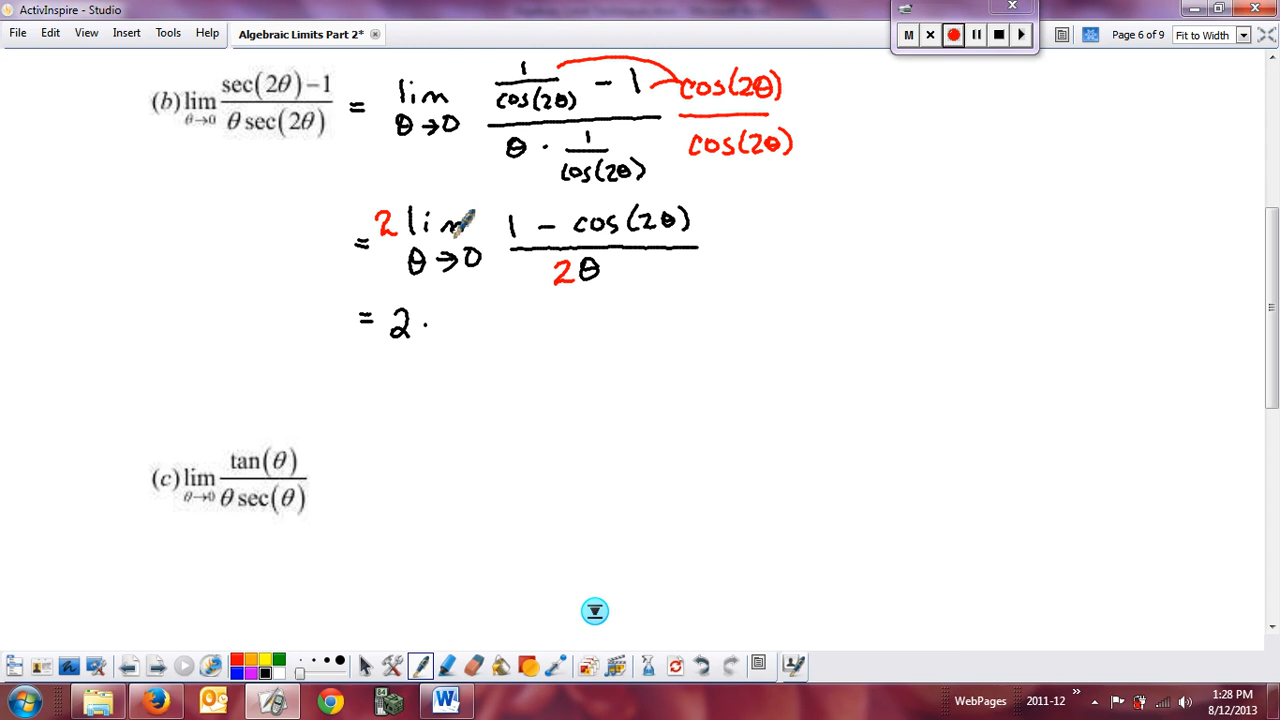 ActivInspire - Studio
File Edit View Insert Tools Help Algebraic Limits Part 2* M Page 6 of 9 Fit to Width
(b) lim θ→0 sec(2θ)−1 / θ sec(2θ) = lim θ→0 (1/cos(2θ) − 1) / (θ · 1/cos(2θ)) cos(2θ)/cos(2θ)
= 2 lim θ→0 1 − cos(2θ) / 2θ
= 2 ·
(c) lim θ→0 tan(θ) / θ sec(θ)
WebPages 2011-12 » 1:28 PM
8/12/2013